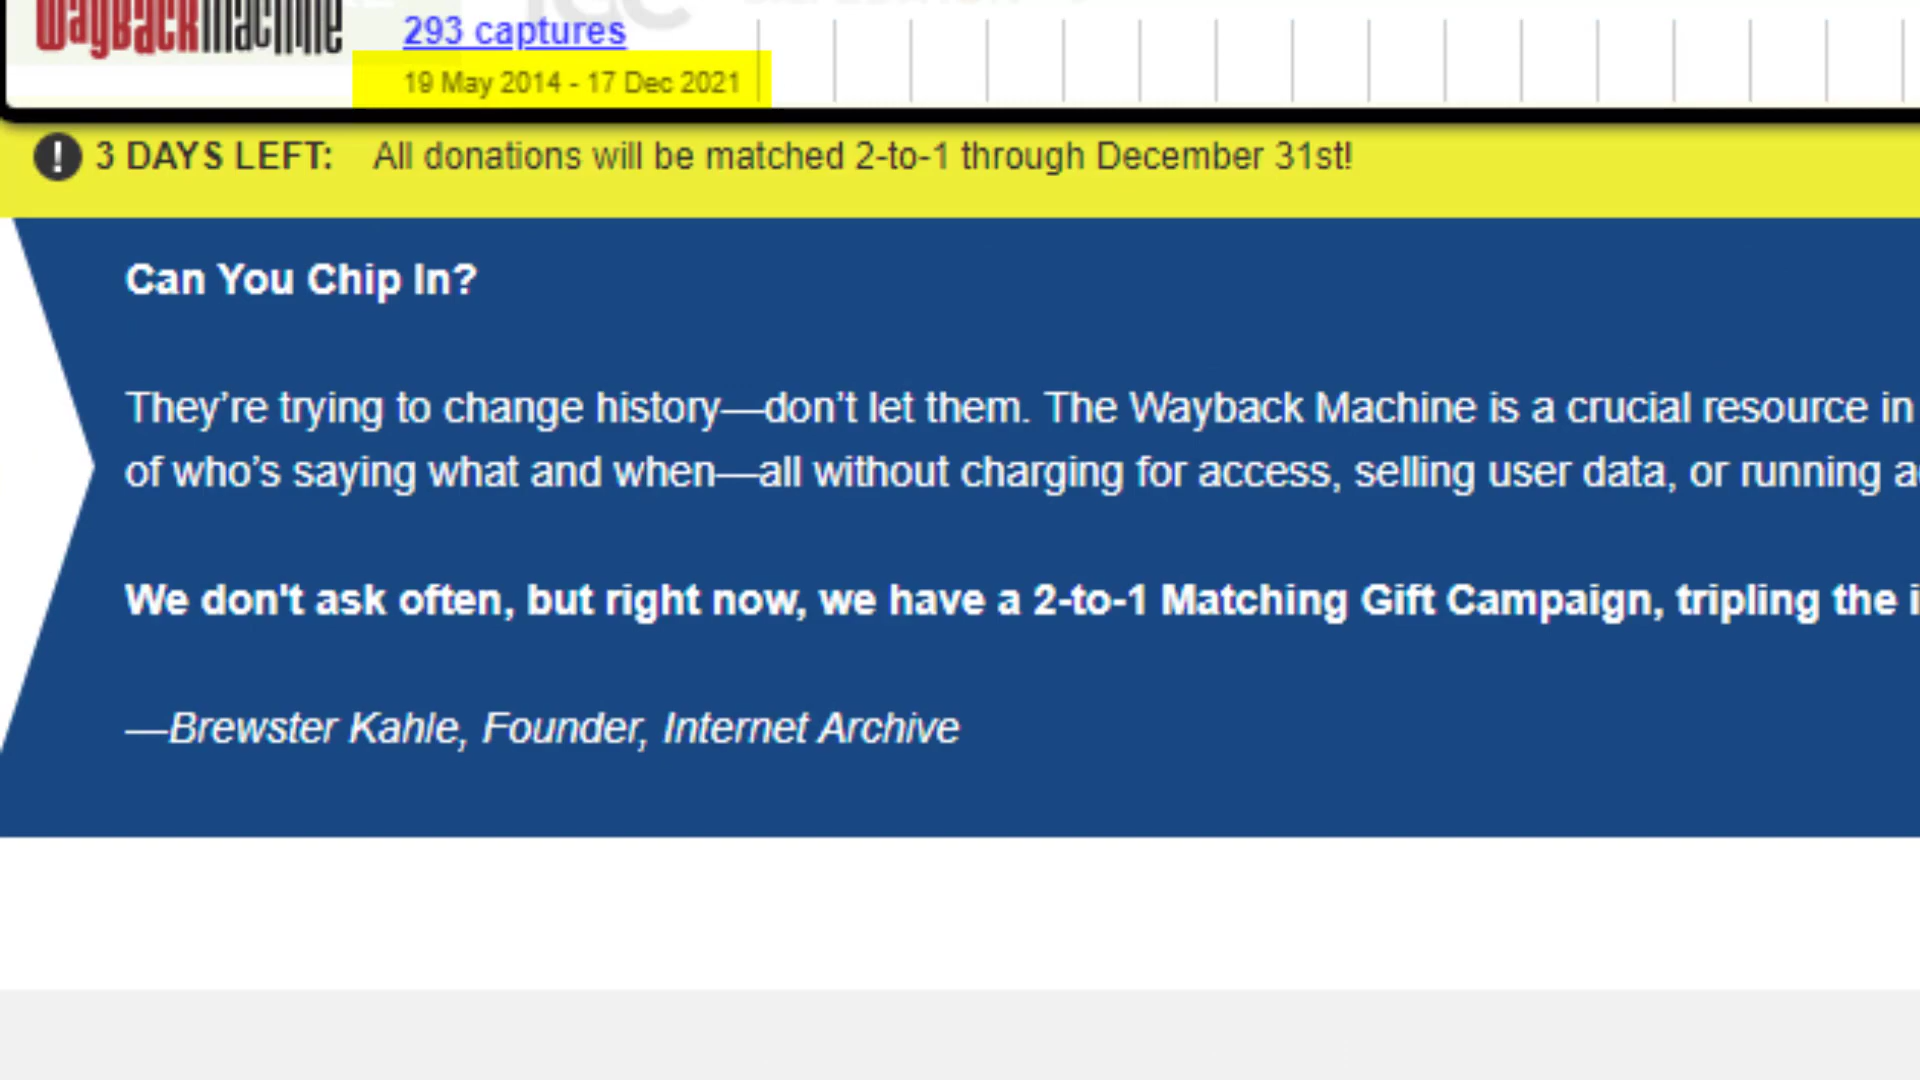 WayBackMachine
293 captures
19 May 2014 - 17 Dec 2021
3 DAYS LEFT: All donations will be matched 2-to-1 through December 31st!
Can You Chip In?
They’re trying to change history—don’t let them. The Wayback Machine is a crucial resource in
of who’s saying what and when—all without charging for access, selling user data, or running
We don't ask often, but right now, we have a 2-to-1 Matching Gift Campaign, tripling the
—Brewster Kahle, Founder, Internet Archive